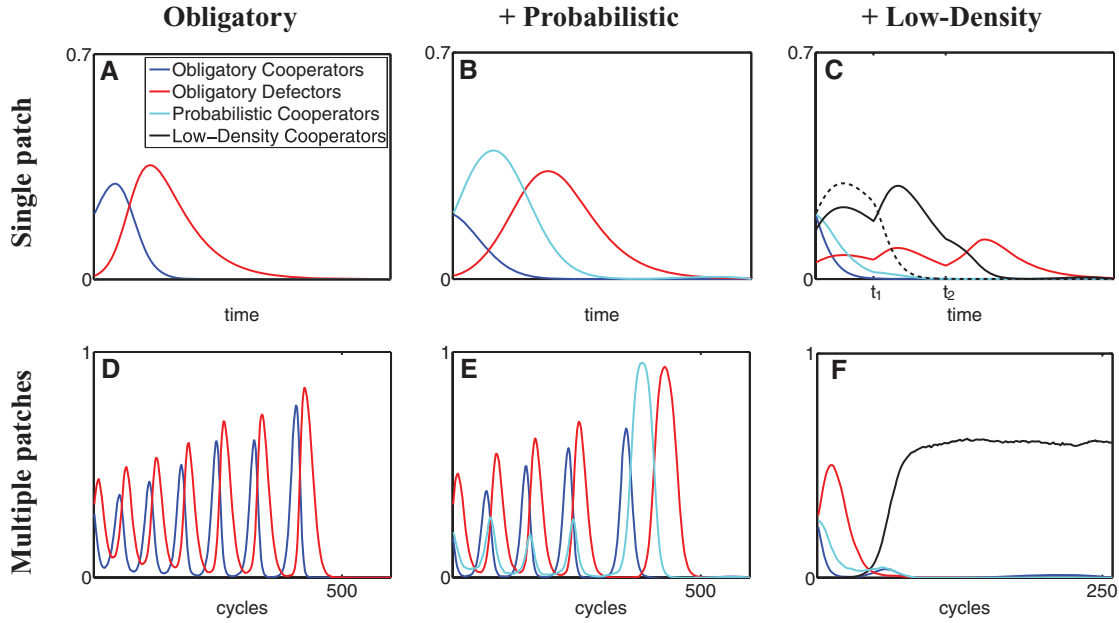 Obligatory
+ Probabilistic
+ Low-Density
Single patch
0.7
A
Obligatory Cooperators
Obligatory Defectors
Probabilistic Cooperators
Low-Density Cooperators
0
time
0.7
B
0
time
0.7
C
0
t1
t2
time
Multiple patches
1
D
0
500
cycles
1
E
0
500
cycles
1
F
0
250
cycles